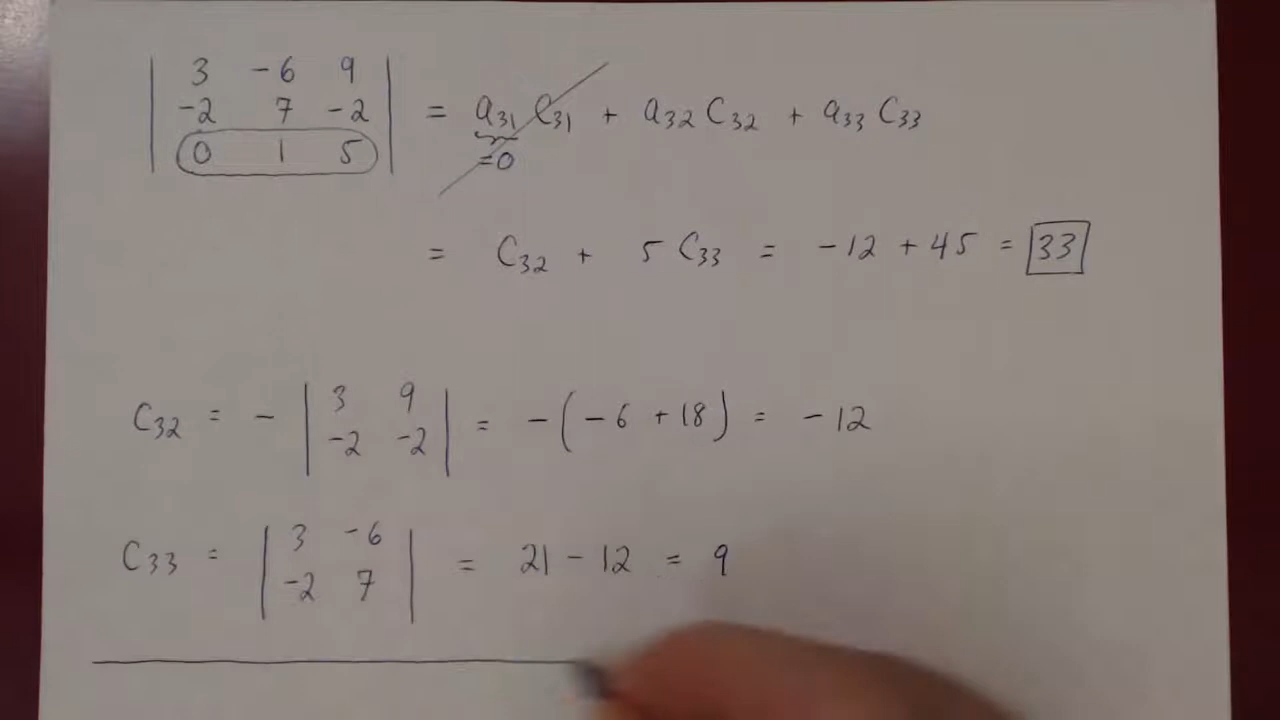 | 3 -6 9 |
| -2 7 -2 | = a₃₁ C₃₁ + a₃₂ C₃₂ + a₃₃ C₃₃
| 0 1 5 | =0
= C₃₂ + 5 C₃₃ = -12 + 45 = 33
C₃₂ = - | 3 9 |
| -2 -2 | = -(-6 + 18) = -12
C₃₃ = | 3 -6 |
| -2 7 | = 21 - 12 = 9